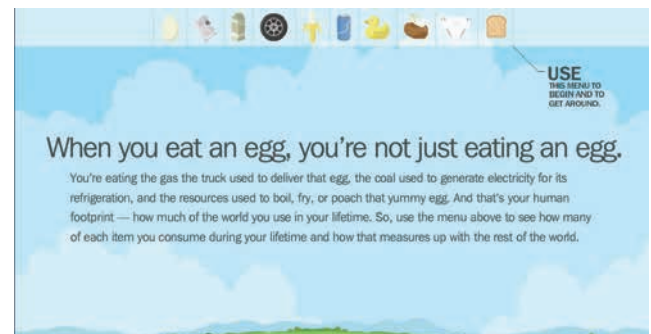 USE
THIS MENU TO
BEGIN AND TO
GET AROUND.
When you eat an egg, you're not just eating an egg.
You're eating the gas the truck used to deliver that egg, the coal used to generate electricity for its
refrigeration, and the resources used to boil, fry, or poach that yummy egg. And that's your human
footprint — how much of the world you use in your lifetime. So, use the menu above to see how many
of each item you consume during your lifetime and how that measures up with the rest of the world.